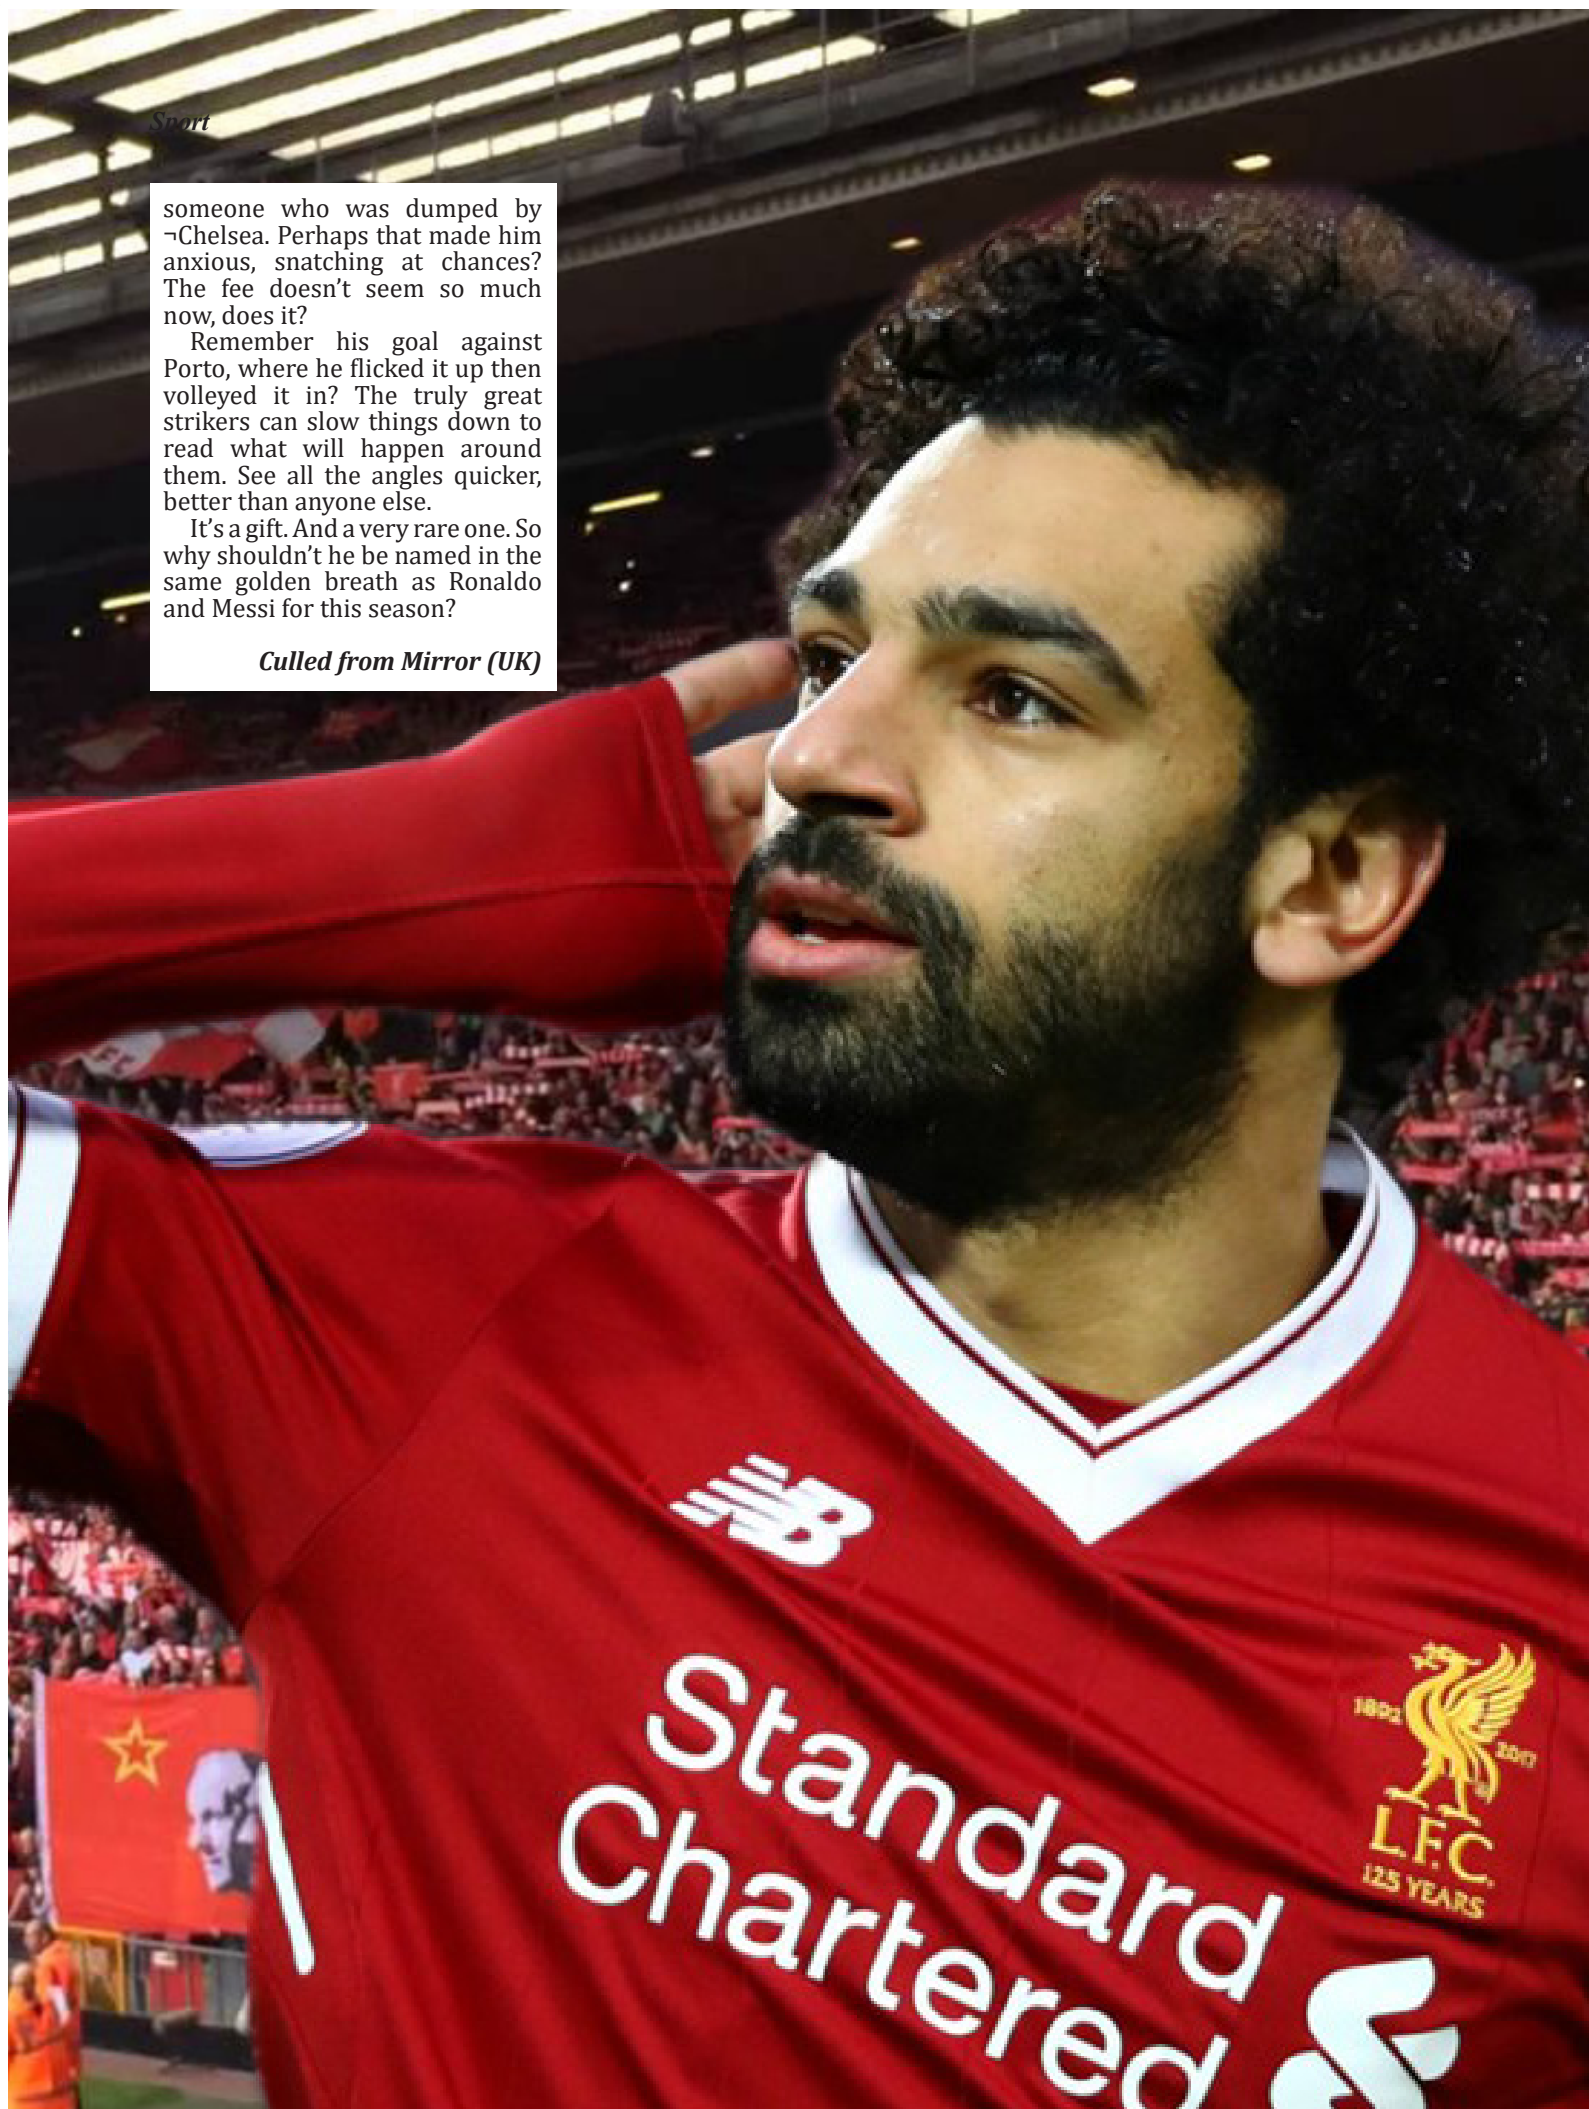 Sport
someone who was dumped by
¬Chelsea. Perhaps that made him
anxious, snatching at chances?
The fee doesn’t seem so much
now, does it?
Remember his goal against
Porto, where he flicked it up then
volleyed it in? The truly great
strikers can slow things down to
read what will happen around
them. See all the angles quicker,
better than anyone else.
It’s a gift. And a very rare one. So
why shouldn’t he be named in the
same golden breath as Ronaldo
and Messi for this season?
Culled from Mirror (UK)
NB
1892
2017
L.F.C.
125 YEARS
Standard
Chartered